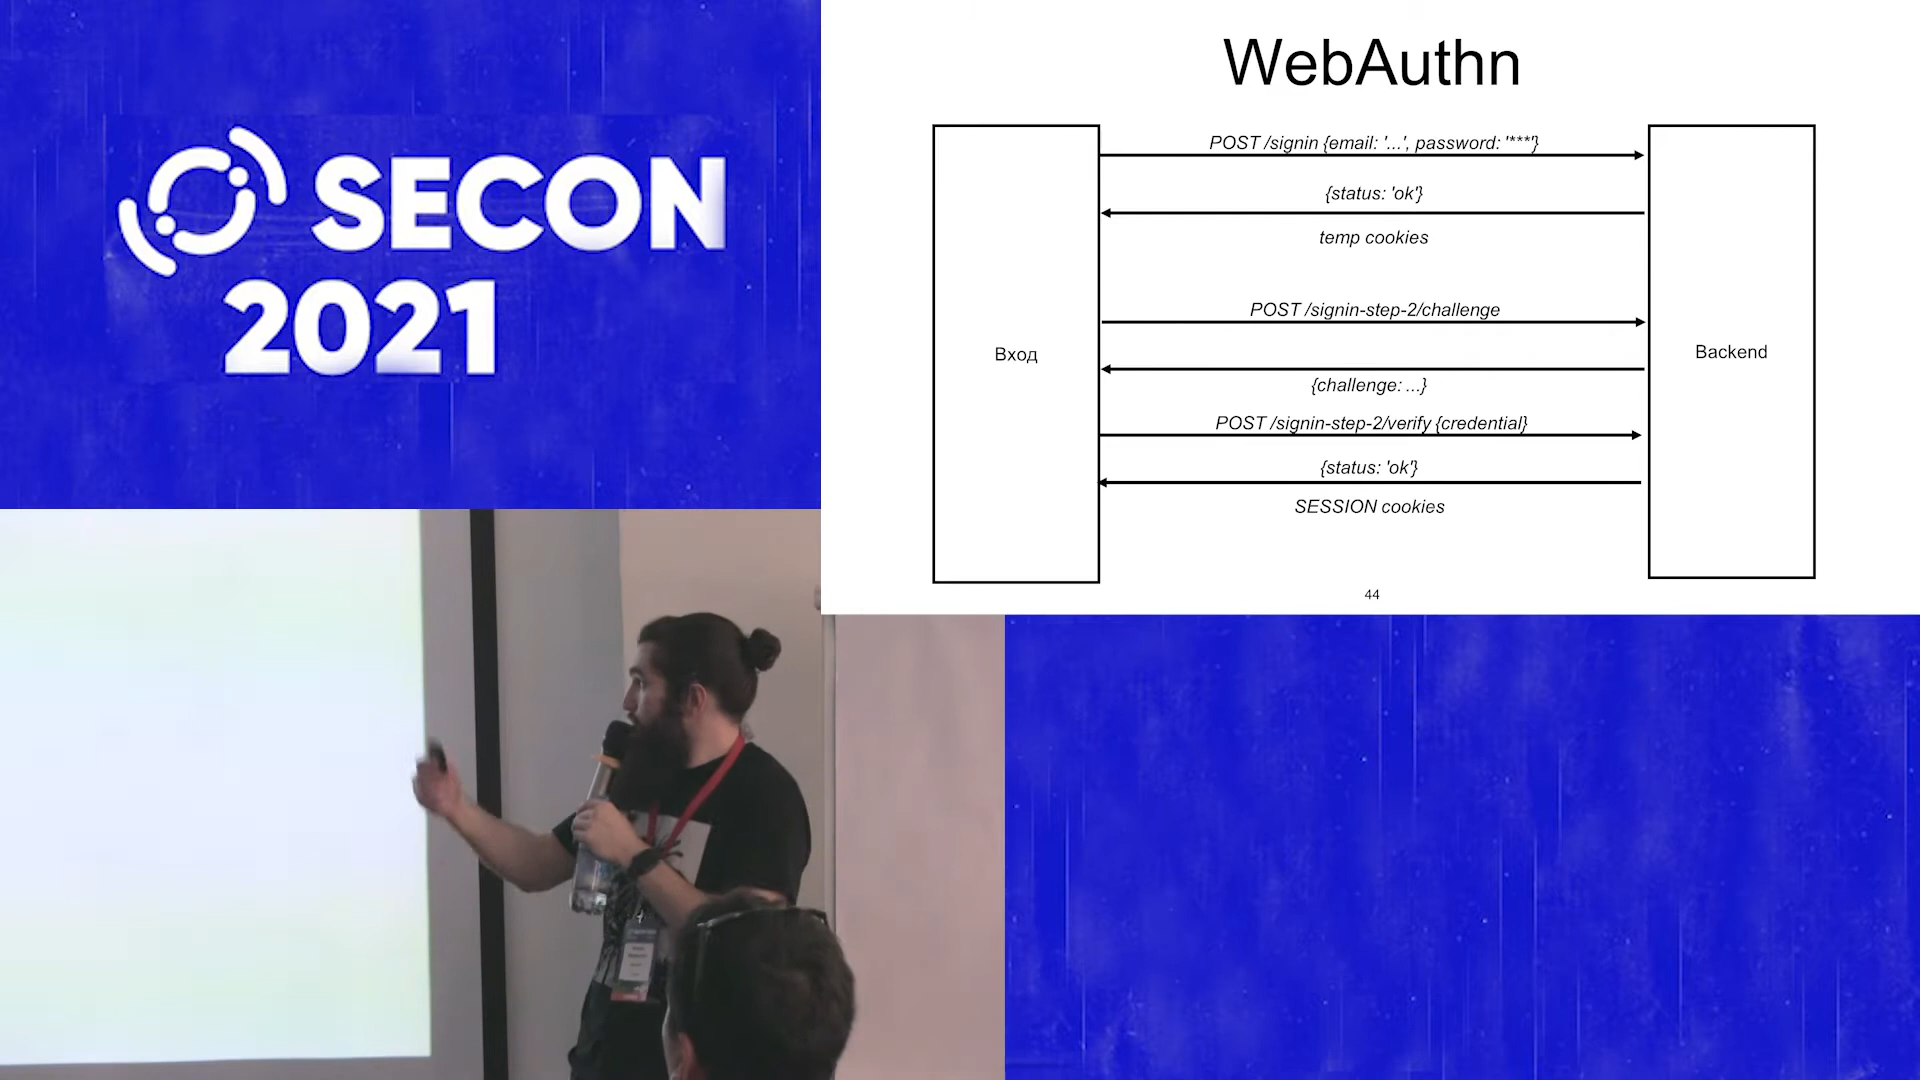 SECON
2021
WebAuthn
POST /signin {email: '...', password: '***'}
{status: 'ok'}
temp cookies
POST /signin-step-2/challenge
Вход
Backend
{challenge: ...}
POST /signin-step-2/verify {credential}
{status: 'ok'}
SESSION cookies
44